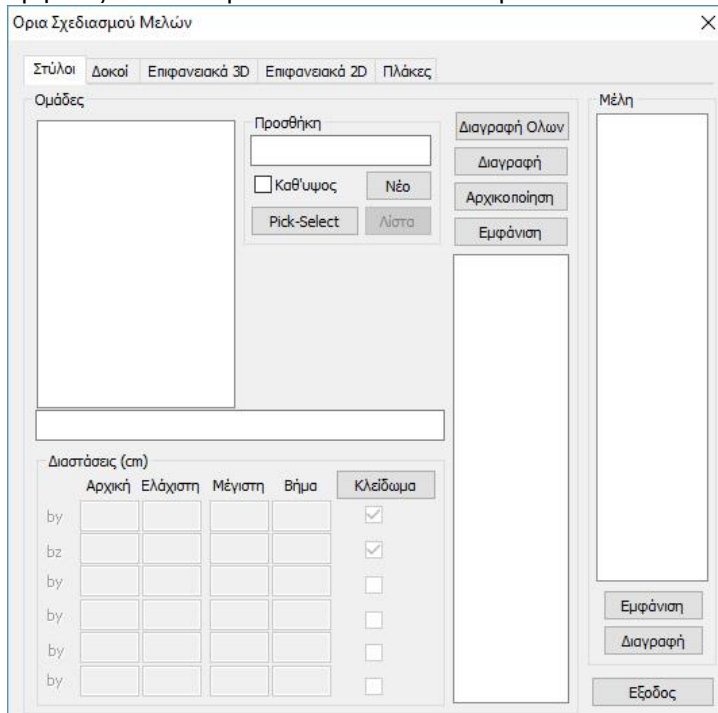 Ορια Σχεδιασμού Μελών
Στύλοι Δοκοί Επιφανειακά 3D Επιφανειακά 2D Πλάκες
Ομάδες
Προσθήκη
Καθ'υψος Νέο
Pick-Select Λίστα
Διαγραφή Ολων
Διαγραφή
Αρχικοποίηση
Εμφάνιση
Διαστάσεις (cm)
Αρχική Ελάχιστη Μέγιστη Βήμα Κλείδωμα
by
bz
by
by
by
by
Μέλη
Εμφάνιση
Διαγραφή
Εξοδος